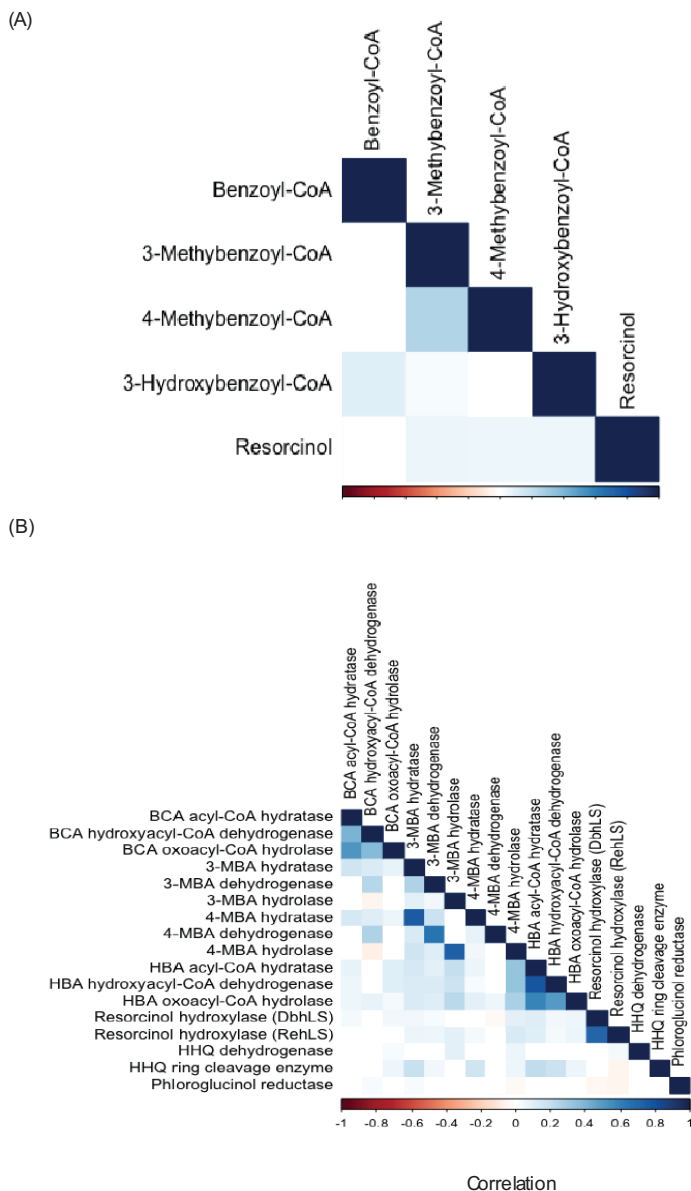 (A)
Benzoyl-CoA
3-Methybenzoyl-CoA
4-Methybenzoyl-CoA
3-Hydroxybenzoyl-CoA
Resorcinol
Benzoyl-CoA
3-Methybenzoyl-CoA
4-Methybenzoyl-CoA
3-Hydroxybenzoyl-CoA
Resorcinol
(B)
BCA acyl-CoA hydratase
BCA hydroxyacyl-CoA dehydrogenase
BCA oxoacyl-CoA hydrolase
3-MBA hydratase
3-MBA dehydrogenase
3-MBA hydrolase
4-MBA hydratase
4-MBA dehydrogenase
4-MBA hydrolase
HBA acyl-CoA hydratase
HBA hydroxyacyl-CoA dehydrogenase
HBA oxoacyl-CoA hydrolase
Resorcinol hydroxylase (DbhLS)
Resorcinol hydroxylase (RehLS)
HHQ dehydrogenase
HHQ ring cleavage enzyme
Phloroglucinol reductase
BCA acyl-CoA hydratase
BCA hydroxyacyl-CoA dehydrogenase
BCA oxoacyl-CoA hydrolase
3-MBA hydratase
3-MBA dehydrogenase
3-MBA hydrolase
4-MBA hydratase
4-MBA dehydrogenase
4-MBA hydrolase
HBA acyl-CoA hydratase
HBA hydroxyacyl-CoA dehydrogenase
HBA oxoacyl-CoA hydrolase
Resorcinol hydroxylase (DbhLS)
Resorcinol hydroxylase (RehLS)
HHQ dehydrogenase
HHQ ring cleavage enzyme
Phloroglucinol reductase
-1 -0.8 -0.6 -0.4 -0.2 0 0.2 0.4 0.6 0.8 1
Correlation